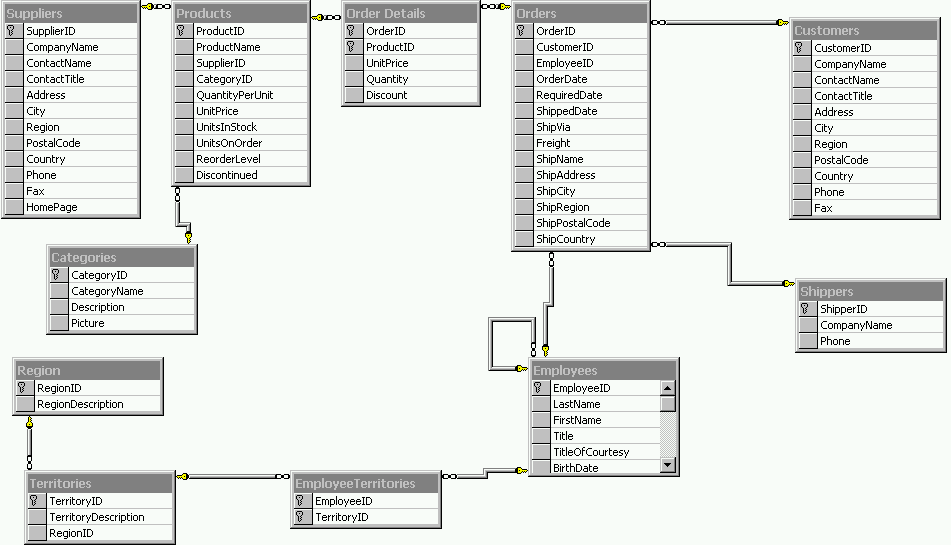 Suppliers
SupplierID
CompanyName
ContactName
ContactTitle
Address
City
Region
PostalCode
Country
Phone
Fax
HomePage
Products
ProductID
ProductName
SupplierID
CategoryID
QuantityPerUnit
UnitPrice
UnitsInStock
UnitsOnOrder
ReorderLevel
Discontinued
Order Details
OrderID
ProductID
UnitPrice
Quantity
Discount
Orders
OrderID
CustomerID
EmployeeID
OrderDate
RequiredDate
ShippedDate
ShipVia
Freight
ShipName
ShipAddress
ShipCity
ShipRegion
ShipPostalCode
ShipCountry
Customers
CustomerID
CompanyName
ContactName
ContactTitle
Address
City
Region
PostalCode
Country
Phone
Fax
Categories
CategoryID
CategoryName
Description
Picture
Shippers
ShipperID
CompanyName
Phone
Region
RegionID
RegionDescription
Employees
EmployeeID
LastName
FirstName
Title
TitleOfCourtesy
BirthDate
Territories
TerritoryID
TerritoryDescription
RegionID
EmployeeTerritories
EmployeeID
TerritoryID